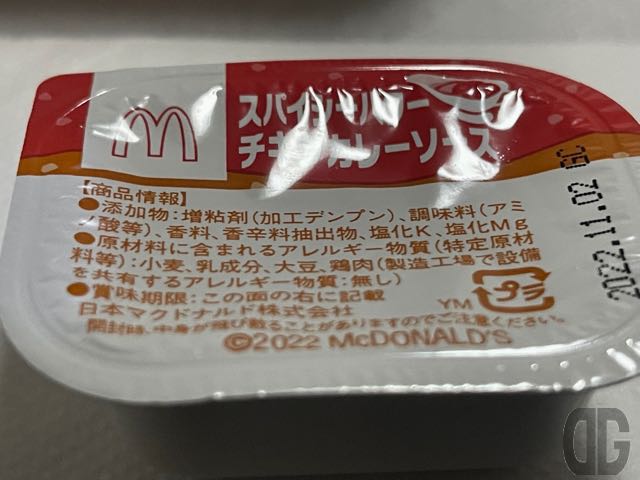 スパイシーバター
チキンカレーソース
【商品情報】
●添加物:増粘剤(加工デンプン)、調味料(アミ
ノ酸等)、香料、香辛料抽出物、塩化K、塩化Mg
●原材料に含まれるアレルギー物質(特定原材
料等):小麦、乳成分、大豆、鶏肉(製造工場で設備
を共有するアレルギー物質:無し)
●賞味期限:この面の右に記載
日本マクドナルド株式会社
開封時、中身が飛び散ることがありますのでご注意ください。
©2022 McDONALD'S
YM
プラ
2022.11.02
DG